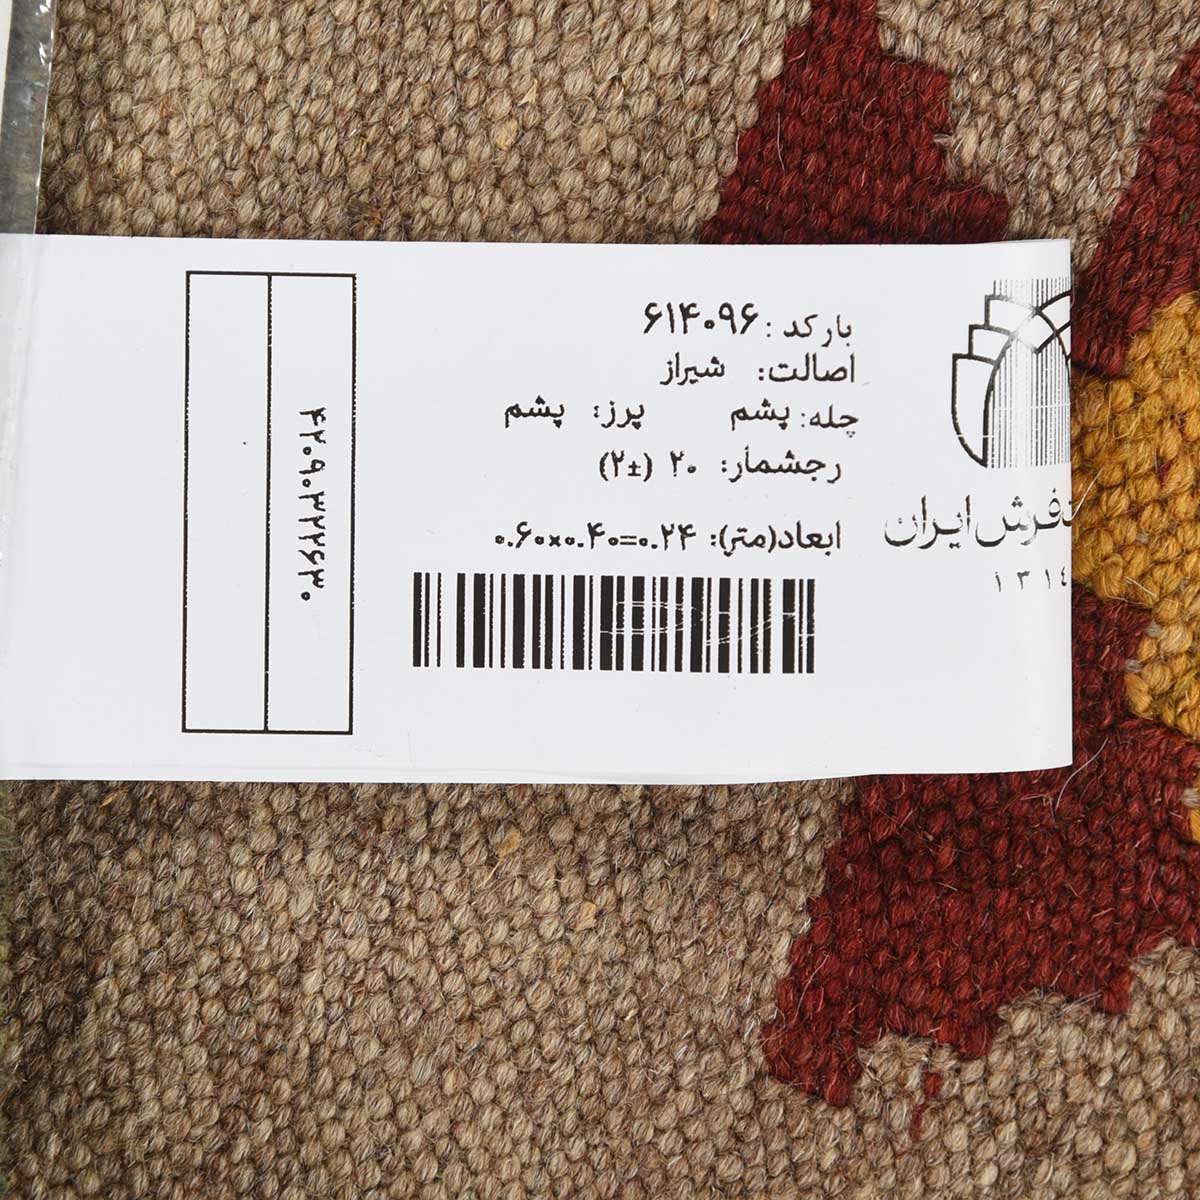 بارکد: ۶۱۴۰۹۶
اصالت: شیراز
چله: پشم پرز: پشم
رجشمار: ۲۰ (±۲)
ابعاد(متر): ۰.۶۰×۰.۴۰=۰.۲۴
فرش ایران
۱۳۱۴
۴۲۰۹۰۳۲۲۶۳۰